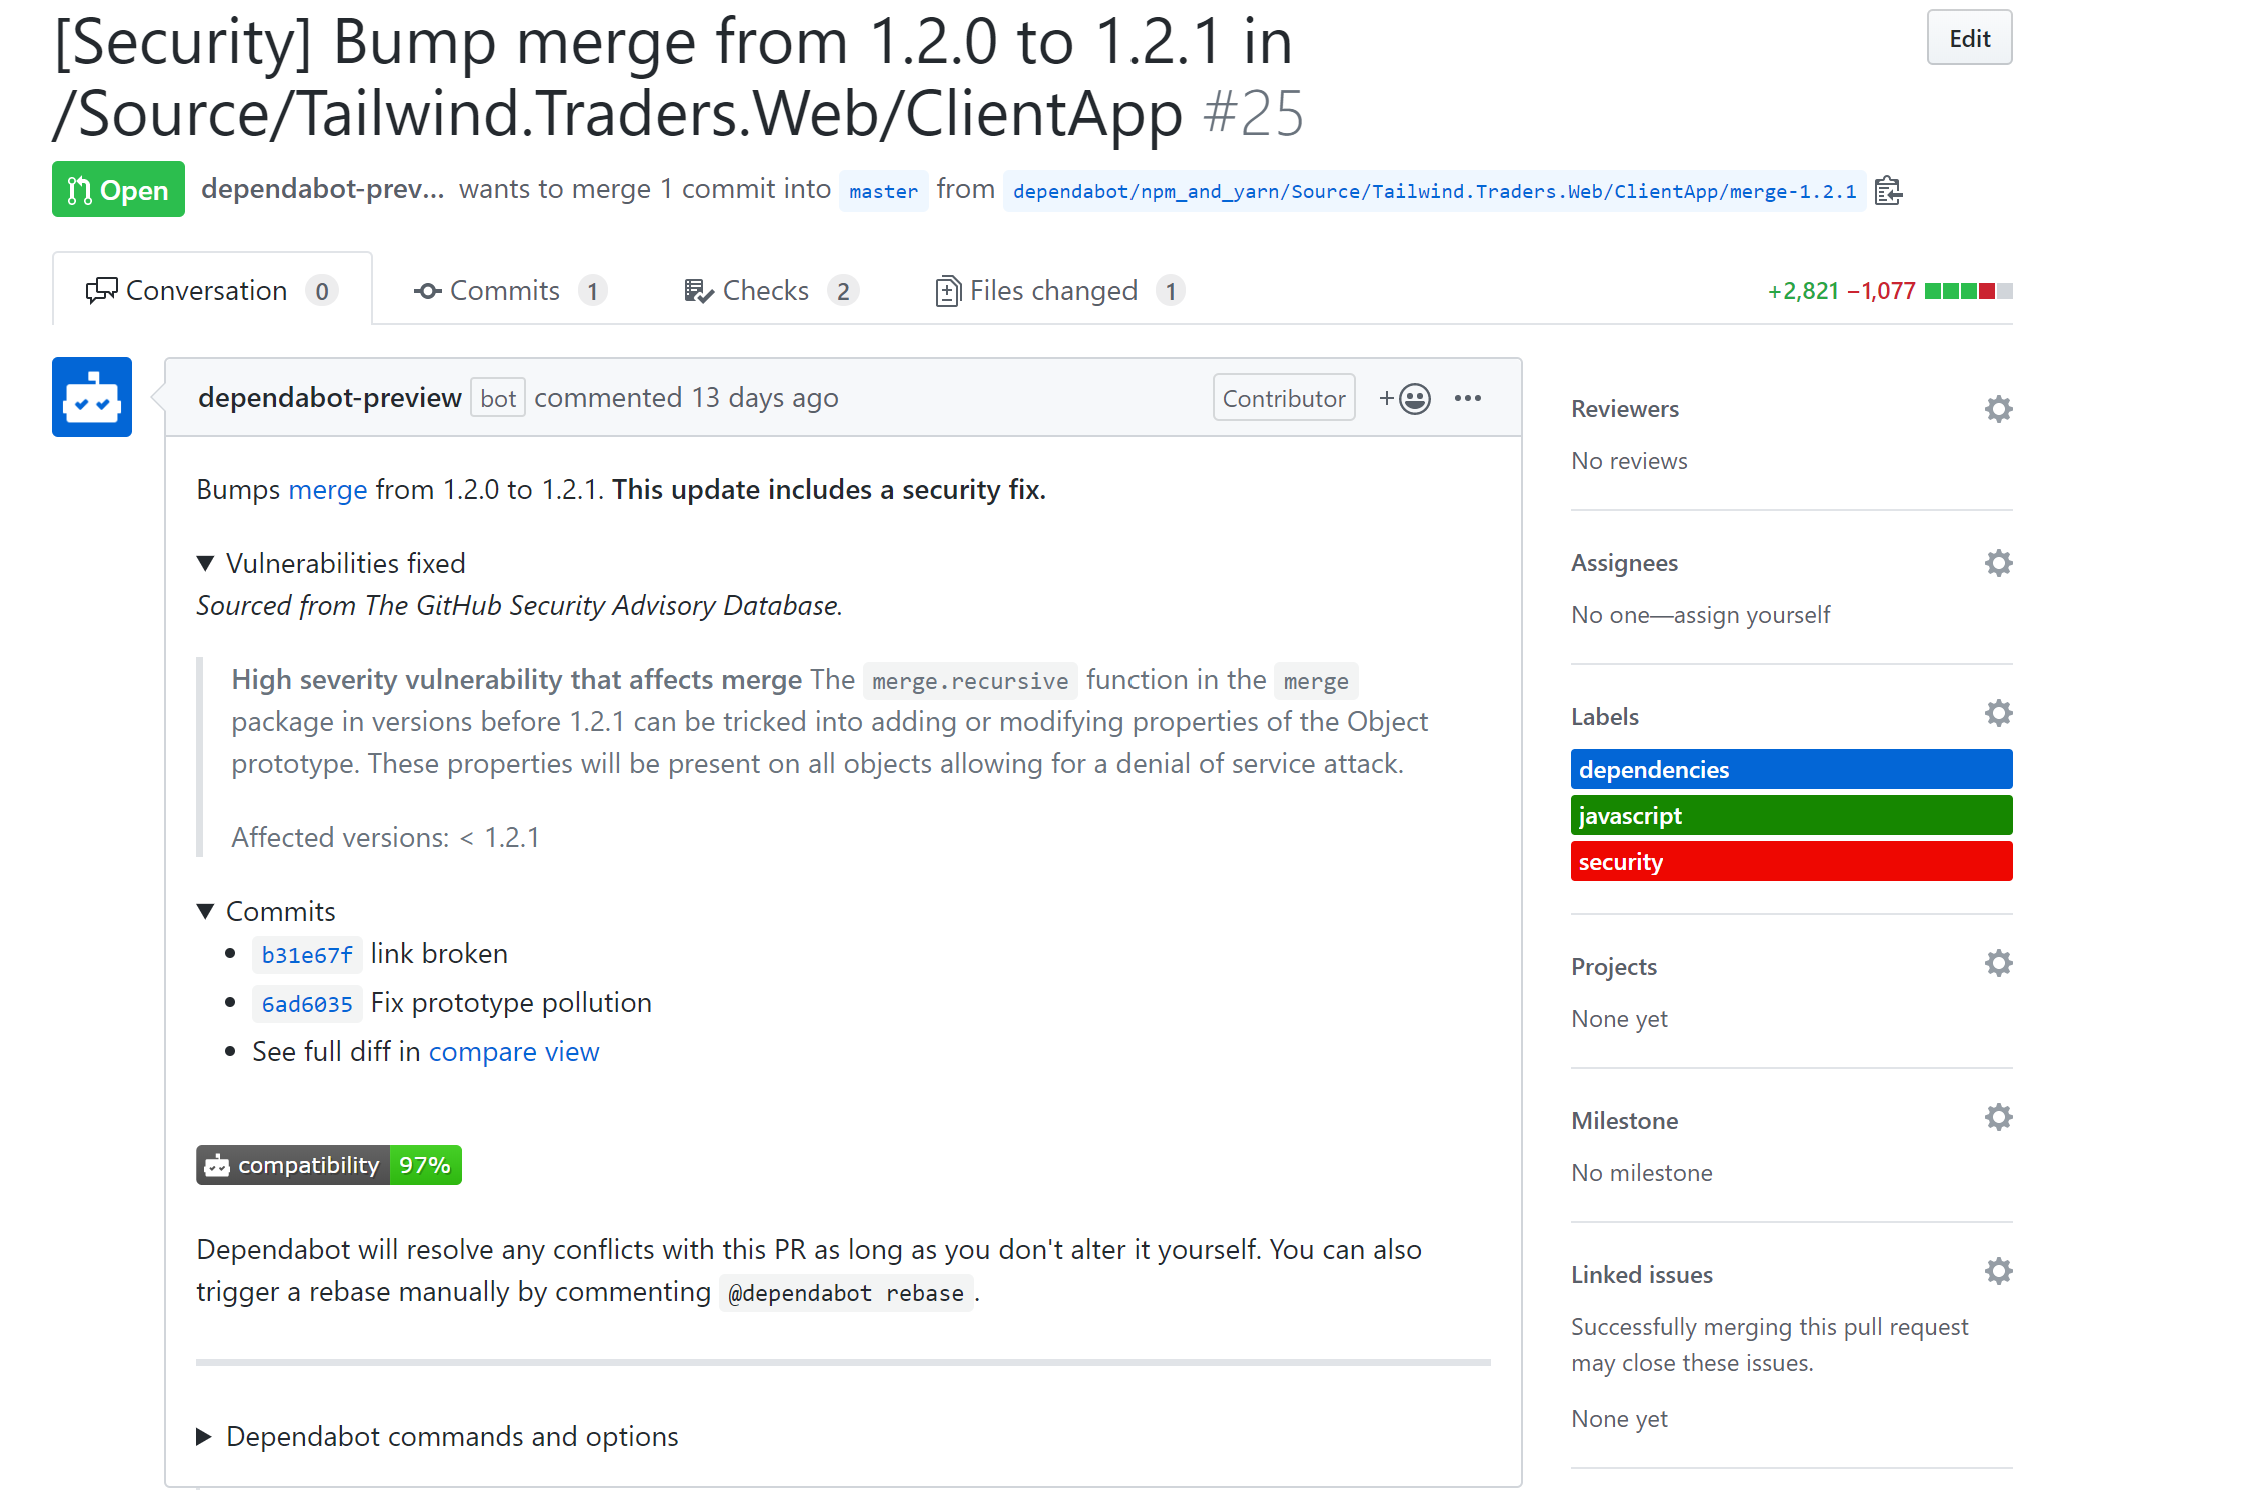 [Security] Bump merge from 1.2.0 to 1.2.1 in
/Source/Tailwind.Traders.Web/ClientApp #25
Edit
Open dependabot-prev... wants to merge 1 commit into master from dependabot/npm_and_yarn/Source/Tailwind.Traders.Web/ClientApp/merge-1.2.1
Conversation 0 Commits 1 Checks 2 Files changed 1 +2,821 −1,077
dependabot-preview bot commented 13 days ago Contributor
Bumps merge from 1.2.0 to 1.2.1. This update includes a security fix.
▼ Vulnerabilities fixed
Sourced from The GitHub Security Advisory Database.
High severity vulnerability that affects merge The merge.recursive function in the merge
package in versions before 1.2.1 can be tricked into adding or modifying properties of the Object
prototype. These properties will be present on all objects allowing for a denial of service attack.
Affected versions: < 1.2.1
▼ Commits
• b31e67f link broken
• 6ad6035 Fix prototype pollution
• See full diff in compare view
compatibility 97%
Dependabot will resolve any conflicts with this PR as long as you don't alter it yourself. You can also
trigger a rebase manually by commenting @dependabot rebase.
▶ Dependabot commands and options
Reviewers
No reviews
Assignees
No one—assign yourself
Labels
dependencies
javascript
security
Projects
None yet
Milestone
No milestone
Linked issues
Successfully merging this pull request
may close these issues.
None yet